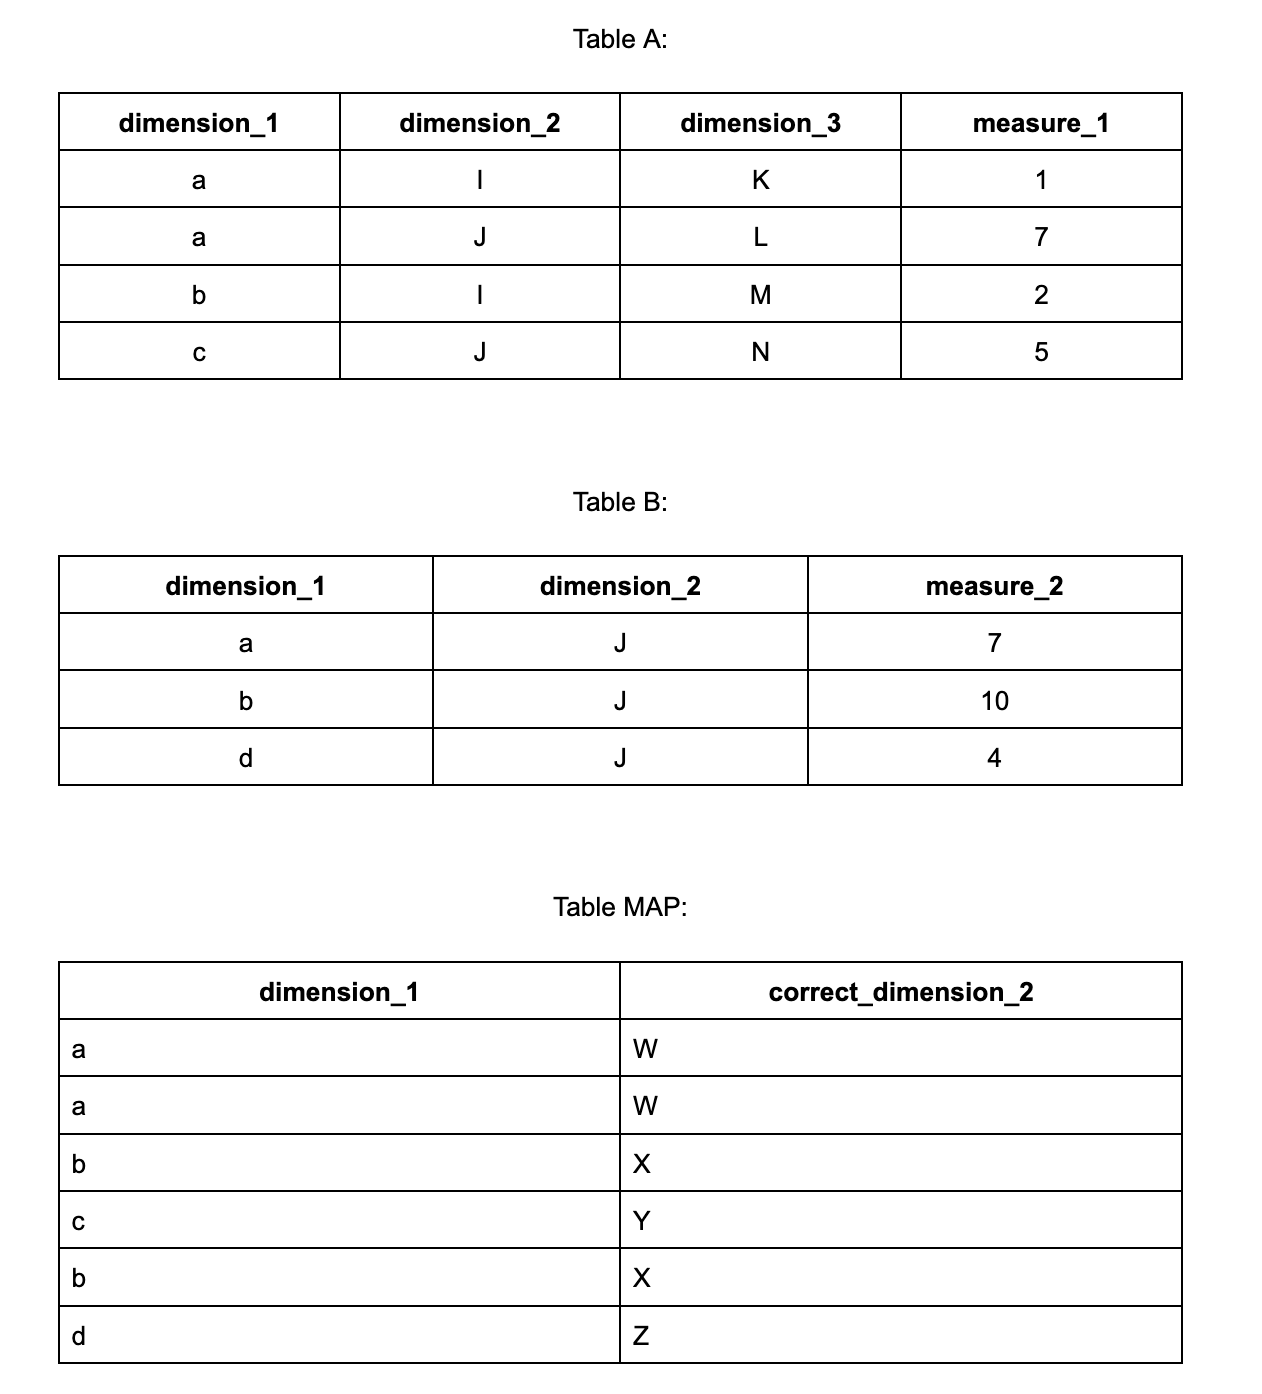 Table A:
dimension_1 dimension_2 dimension_3 measure_1
a I K 1
a J L 7
b I M 2
c J N 5
Table B:
dimension_1 dimension_2 measure_2
a J 7
b J 10
d J 4
Table MAP:
dimension_1 correct_dimension_2
a W
a W
b X
c Y
b X
d Z